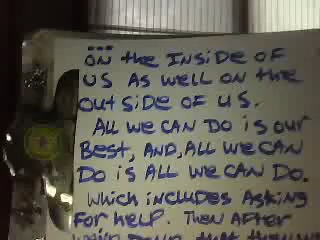 ... ON the INSIDE OF
US AS well ON the
OUtSIDE OF US.
All we CAN DO is our
Best, AND, All we CAN
Do is All we CAN DO.
Which includes Asking
FOR help. Then After